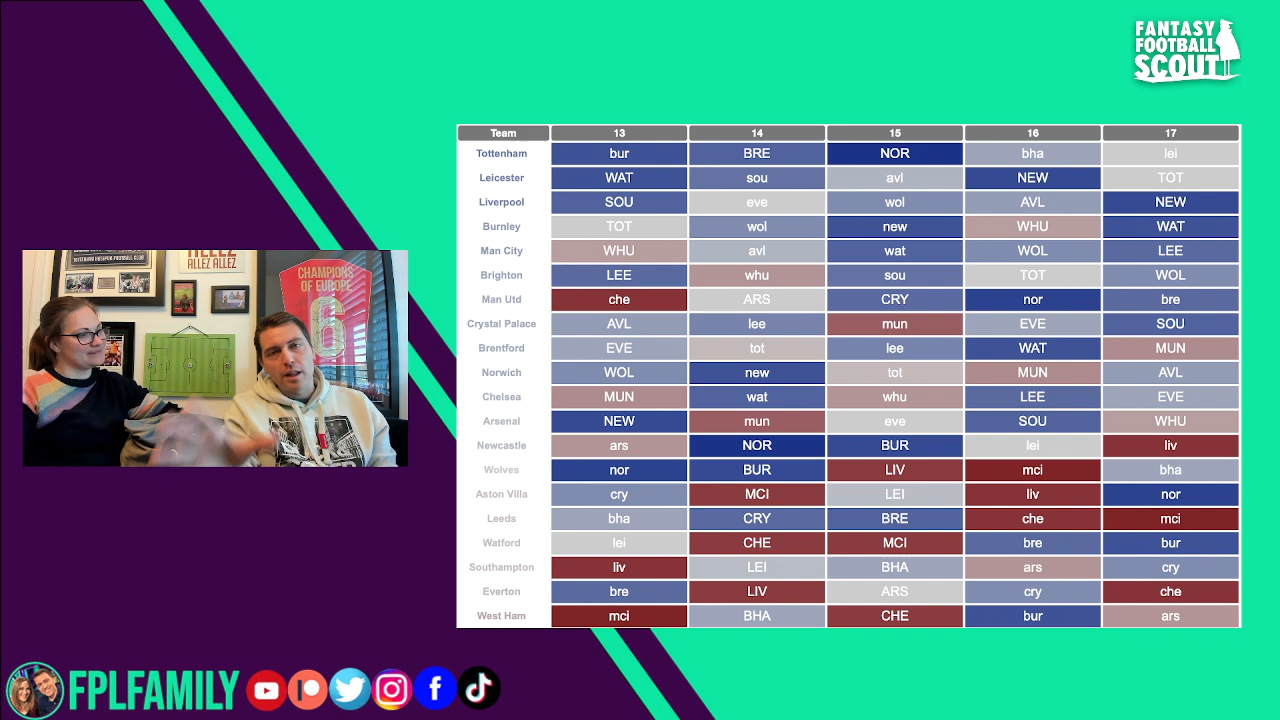 FANTASY
FOOTBALL
SCOUT
Team 13 14 15 16 17
Tottenham bur BRE NOR bha lei
Leicester WAT sou avl NEW TOT
Liverpool SOU eve wol AVL NEW
Burnley TOT wol new WHU WAT
Man City WHU avl wat WOL LEE
Brighton LEE whu sou TOT WOL
Man Utd che ARS CRY nor bre
Crystal Palace AVL lee mun EVE SOU
Brentford EVE tot lee WAT MUN
Norwich WOL new tot MUN AVL
Chelsea MUN wat whu LEE EVE
Arsenal NEW mun eve SOU WHU
Newcastle ars NOR BUR lei liv
Wolves nor BUR LIV mci bha
Aston Villa cry MCI LEI liv nor
Leeds bha CRY BRE che mci
Watford lei CHE MCI bre bur
Southampton liv LEI BHA ars cry
Everton bre LIV ARS cry che
West Ham mci BHA CHE bur ars
ALLEZ ALLEZ
CHAMPIONS
OF EUROPE
6
FPLFAMILY